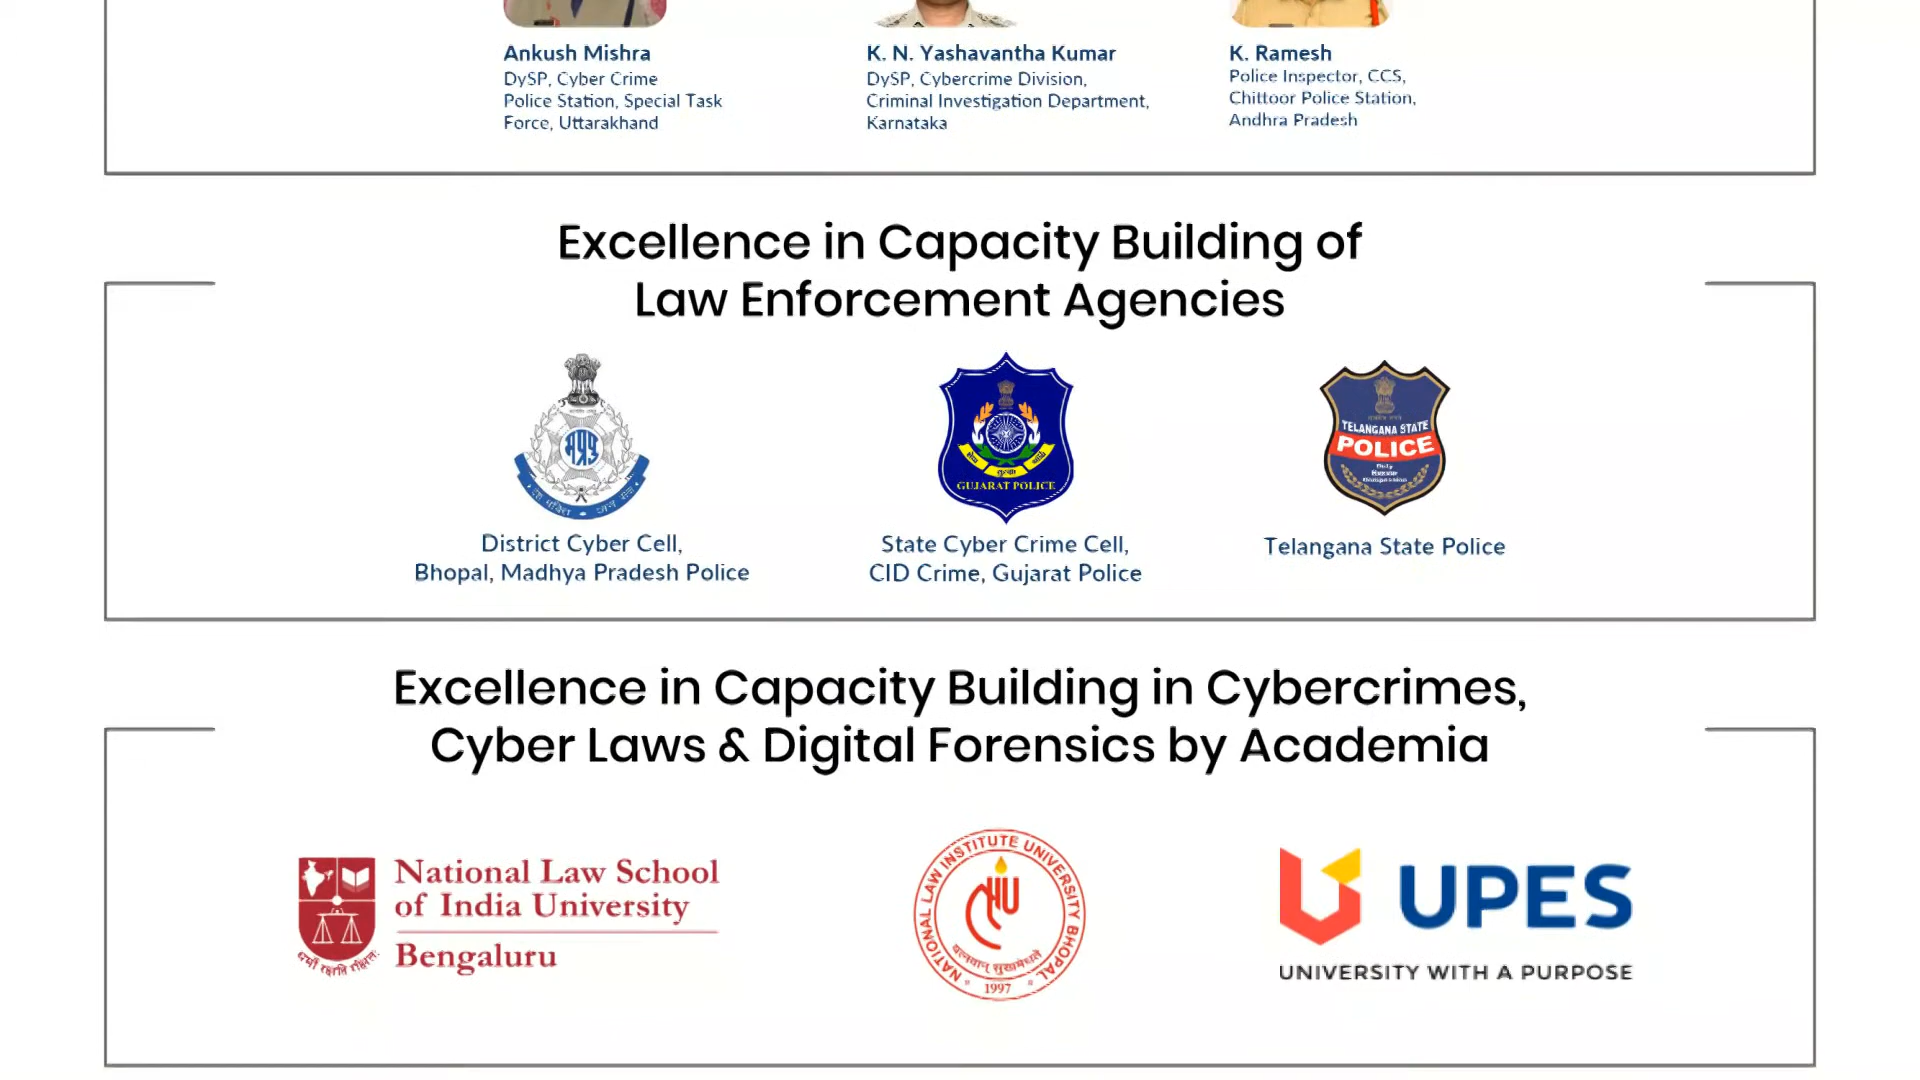 Ankush Mishra
DySP, Cyber Crime
Police Station, Special Task
Force, Uttarakhand
K. N. Yashavantha Kumar
DySP, Cybercrime Division,
Criminal Investigation Department,
Karnataka
K. Ramesh
Police Inspector, CCS,
Chittoor Police Station,
Andhra Pradesh
Excellence in Capacity Building of
Law Enforcement Agencies
मप्रपु
GUJARAT POLICE
TELANGANA STATE
POLICE
Duty
Honour
District Cyber Cell,
Bhopal, Madhya Pradesh Police
State Cyber Crime Cell,
CID Crime, Gujarat Police
Telangana State Police
Excellence in Capacity Building in Cybercrimes,
Cyber Laws & Digital Forensics by Academia
National Law School
of India University
Bengaluru
NATIONAL LAW INSTITUTE UNIVERSITY BHOPAL
1997
UPES
UNIVERSITY WITH A PURPOSE